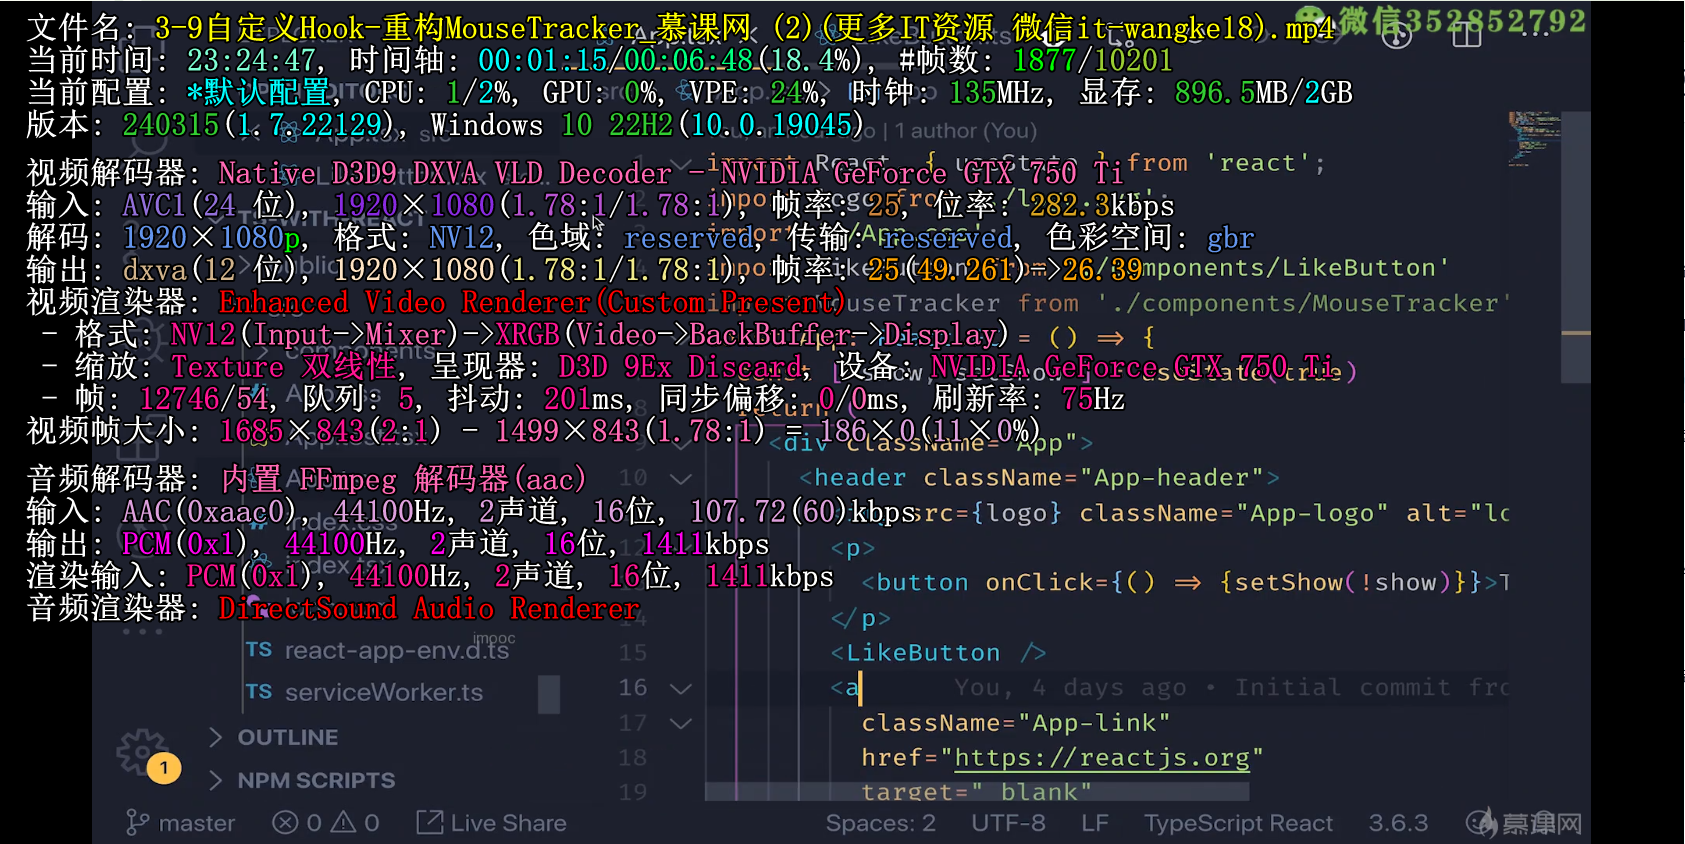 文件名: 3-9自定义Hook-重构MouseTracker_慕课网 (2)(更多IT资源 微信it-wangke18).mp4
微信352852792
当前时间: 23:24:47, 时间轴: 00:01:15/00:06:48(18.4%), #帧数: 1877/10201
当前配置: *默认配置, CPU: 1/2%, GPU: 0%, VPE: 24%, 时钟: 135MHz, 显存: 896.5MB/2GB
版本: 240315(1.7.22129), Windows 10 22H2(10.0.19045)
| 1 author (You)
视频解码器: Native D3D9 DXVA VLD Decoder - NVIDIA GeForce GTX 750 Ti
import React, { useState } from 'react';
输入: AVC1(24 位), 1920×1080(1.78:1/1.78:1), 帧率: 25, 位率: 282.3kbps
解码: 1920×1080p, 格式: NV12, 色域: reserved, 传输: reserved, 色彩空间: gbr
输出: dxva(12 位), 1920×1080(1.78:1/1.78:1), 帧率: 25(49.261)=>26.39
/components/LikeButton'
视频渲染器: Enhanced Video Renderer(Custom Present)
MouseTracker from './components/MouseTracker'
- 格式: NV12(Input->Mixer)->XRGB(Video->BackBuffer->Display)
= () => {
components
- 缩放: Texture 双线性, 呈现器: D3D 9Ex Discard, 设备: NVIDIA GeForce GTX 750 Ti
const [ show, setShow ] = useState(true)
- 帧: 12746/54, 队列: 5, 抖动: 201ms, 同步偏移: 0/0ms, 刷新率: 75Hz
return (
视频帧大小: 1685×843(2:1) - 1499×843(1.78:1) = 186×0(11×0%)
<div className="App">
音频解码器: 内置 FFmpeg 解码器(aac)
10 <header className="App-header">
输入: AAC(0xaac0), 44100Hz, 2声道, 16位, 107.72(60)kbps
src={logo} className="App-logo" alt="lo
index.css
输出: PCM(0x1), 44100Hz, 2声道, 16位, 1411kbps
12 <p>
index.tsx
渲染输入: PCM(0x1), 44100Hz, 2声道, 16位, 1411kbps
<button onClick={() => {setShow(!show)}}>T
音频渲染器: DirectSound Audio Renderer
14 </p>
imooc
TS react-app-env.d.ts
15 <LikeButton />
TS serviceWorker.ts
16 <a You, 4 days ago • Initial commit fro
17 className="App-link"
OUTLINE
18 href="https://reactjs.org"
1
NPM SCRIPTS
19 target="_blank"
master 0 0 Live Share Spaces: 2 UTF-8 LF TypeScript React 3.6.3
慕课网